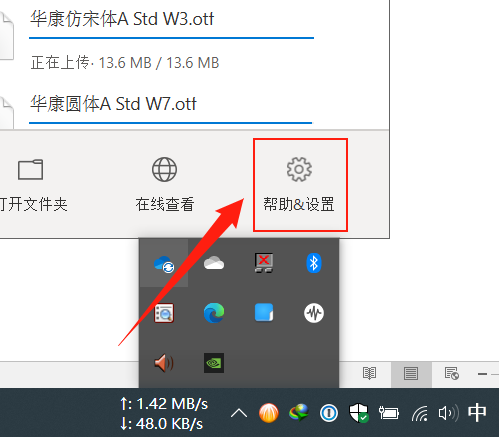 华康仿宋体A Std W3.otf
正在上传· 13.6 MB / 13.6 MB
华康圆体A Std W7.otf
打开文件夹
在线查看
帮助&设置
↑: 1.42 MB/s
↓: 48.0 KB/s
中